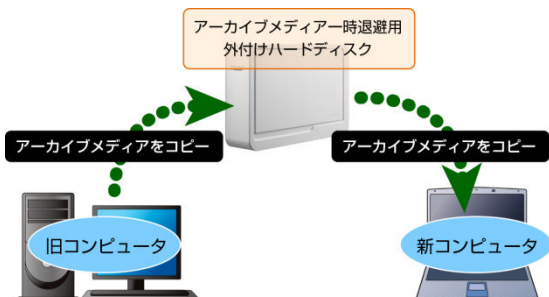 アーカイブメディア一時退避用
外付けハードディスク
アーカイブメディアをコピー
アーカイブメディアをコピー
旧コンピュータ
新コンピュータ